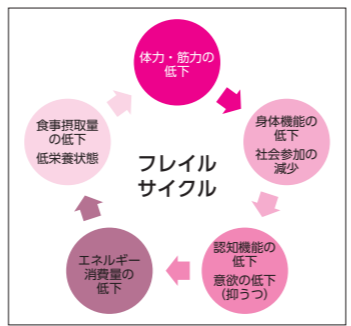 体力・筋力の
低下
身体機能の
低下
社会参加の
減少
認知機能の
低下
意欲の低下
（抑うつ）
エネルギー
消費量の
低下
食事摂取量
の低下
低栄養状態
フレイル
サイクル